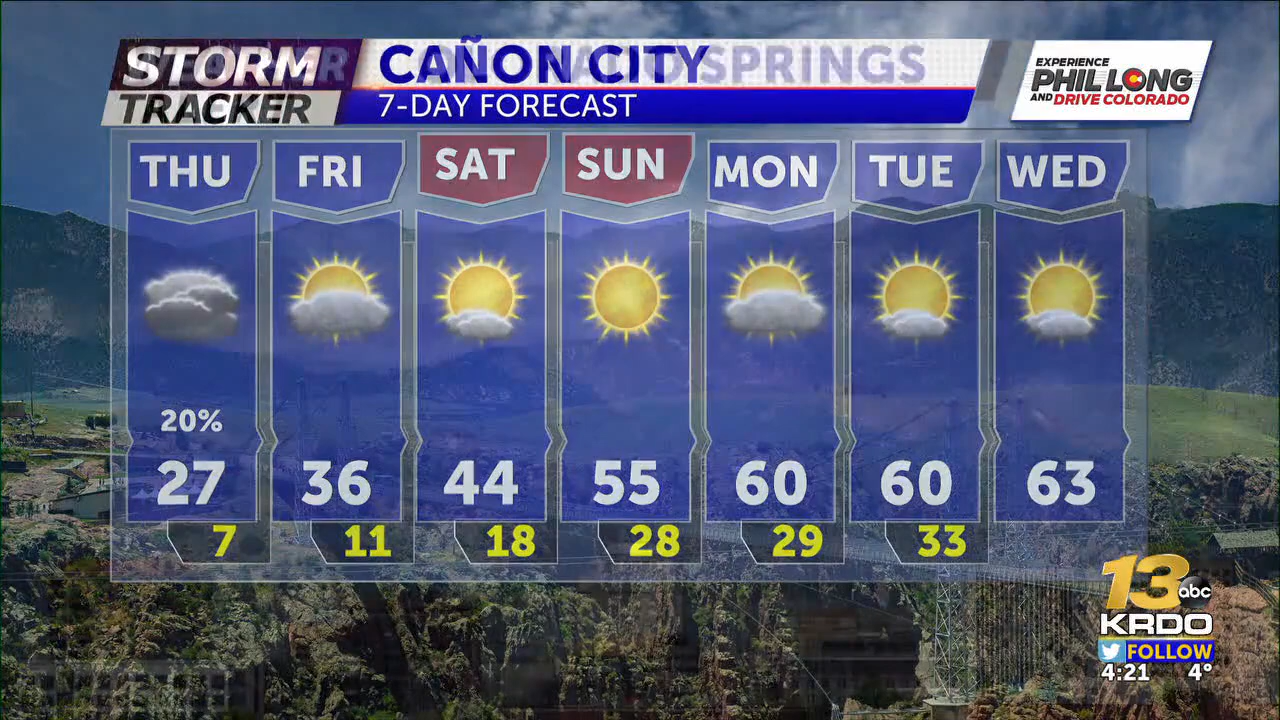 STORM
TRACKER
CAÑON CITY
SPRINGS
7-DAY FORECAST
EXPERIENCE
PHIL LONG
AND DRIVE COLORADO
THU FRI SAT SUN MON TUE WED
20%
27 36 44 55 60 60 63
7 11 18 28 29 33
13 abc
KRDO
FOLLOW
4:21 4°